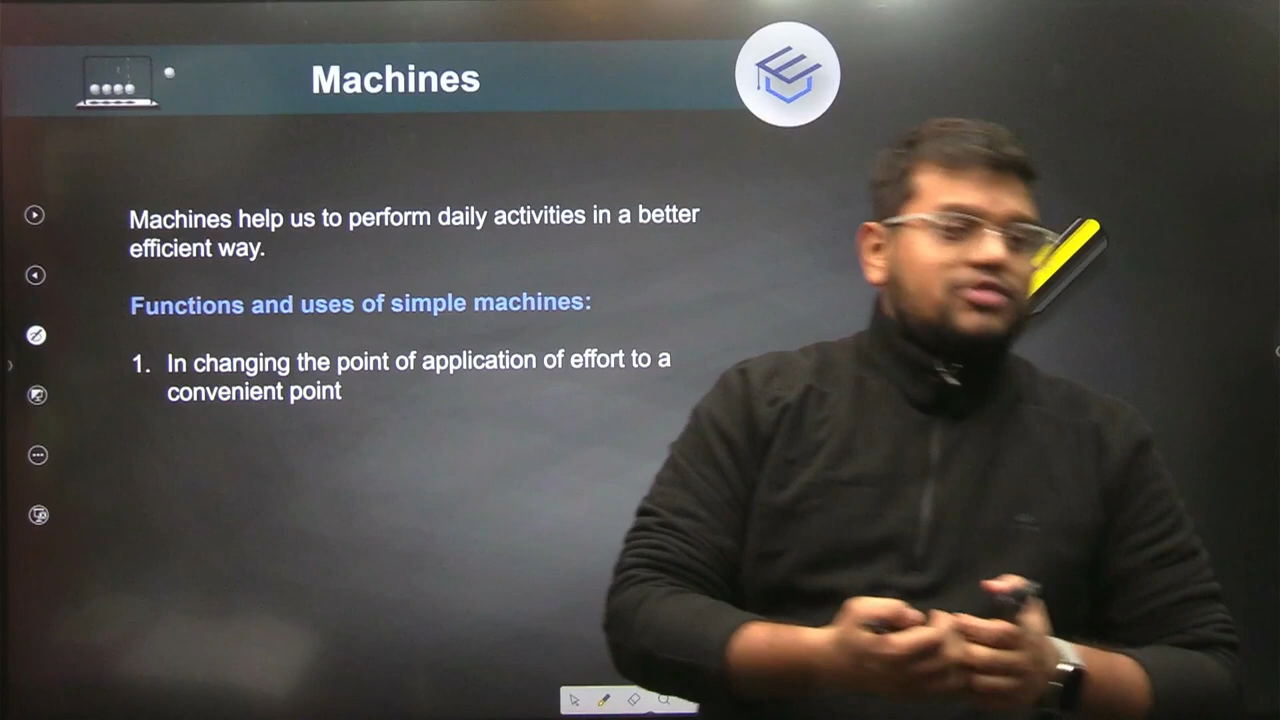 Machines
Machines help us to perform daily activities in a better
efficient way.
Functions and uses of simple machines:
1. In changing the point of application of effort to a
convenient point